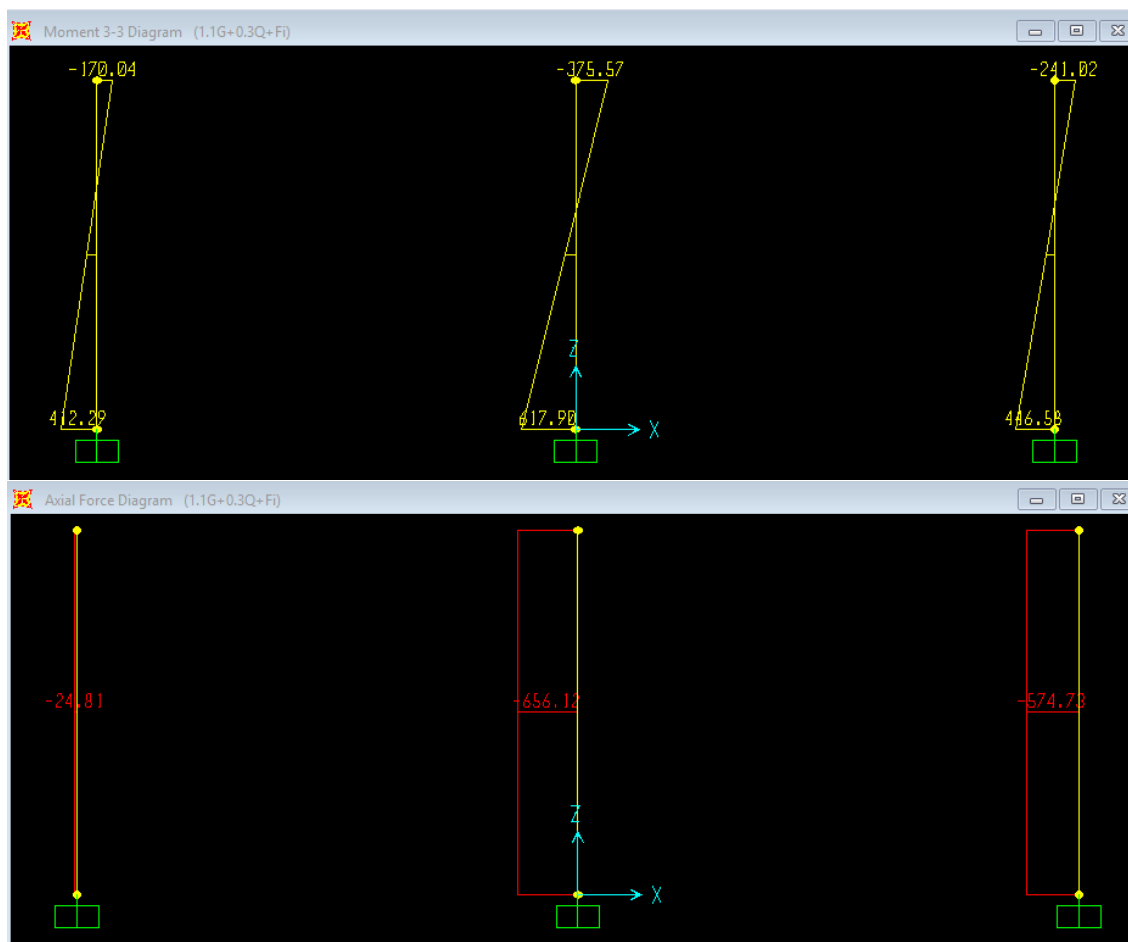 Moment 3-3 Diagram (1.1G+0.3Q+Fi)
-170.04 -375.57 -241.02
Z
412.29 617.90 X 446.58
Axial Force Diagram (1.1G+0.3Q+Fi)
-24.81 -656.12 -574.73
Z
X